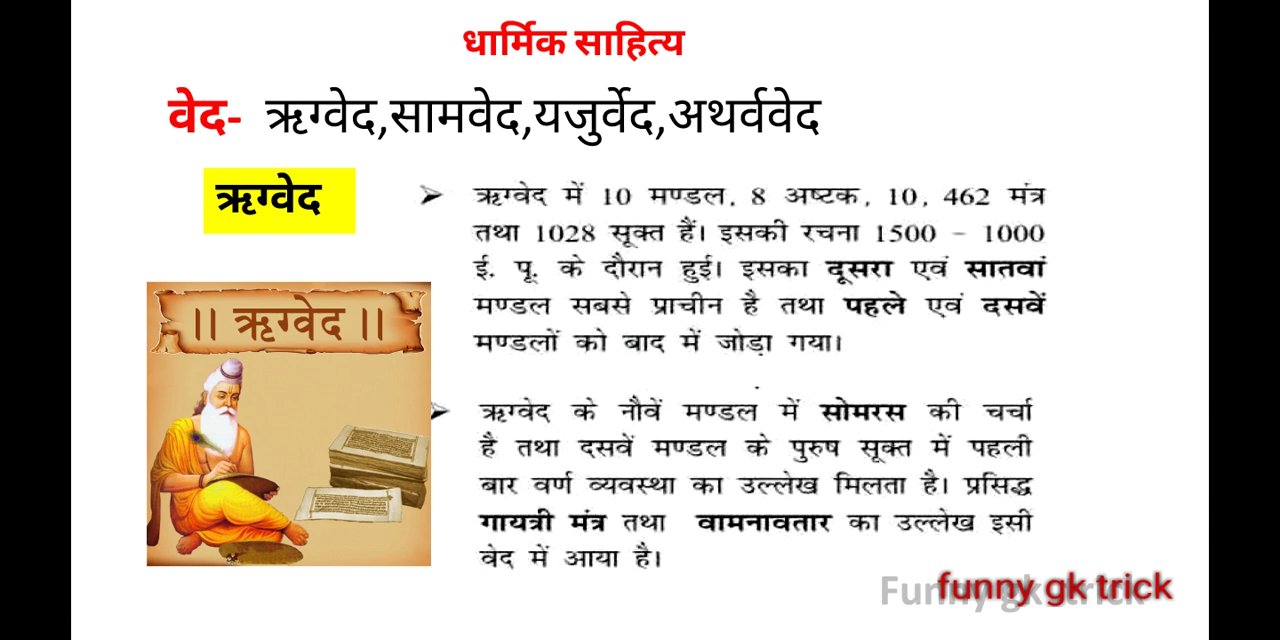 धार्मिक साहित्य
वेद- ऋग्वेद,सामवेद,यजुर्वेद,अथर्ववेद
ऋग्वेद
।। ऋग्वेद ।।
ऋग्वेद में 10 मण्डल, 8 अष्टक, 10, 462 मंत्र
तथा 1028 सूक्त हैं। इसकी रचना 1500 – 1000
ई. पू. के दौरान हुई। इसका दूसरा एवं सातवां
मण्डल सबसे प्राचीन है तथा पहले एवं दसवें
मण्डलों को बाद में जोड़ा गया।
ऋग्वेद के नौवें मण्डल में सोमरस की चर्चा
है तथा दसवें मण्डल के पुरुष सूक्त में पहली
बार वर्ण व्यवस्था का उल्लेख मिलता है। प्रसिद्ध
गायत्री मंत्र तथा वामनावतार का उल्लेख इसी
वेद में आया है।
Funny gk trick
funny gk trick